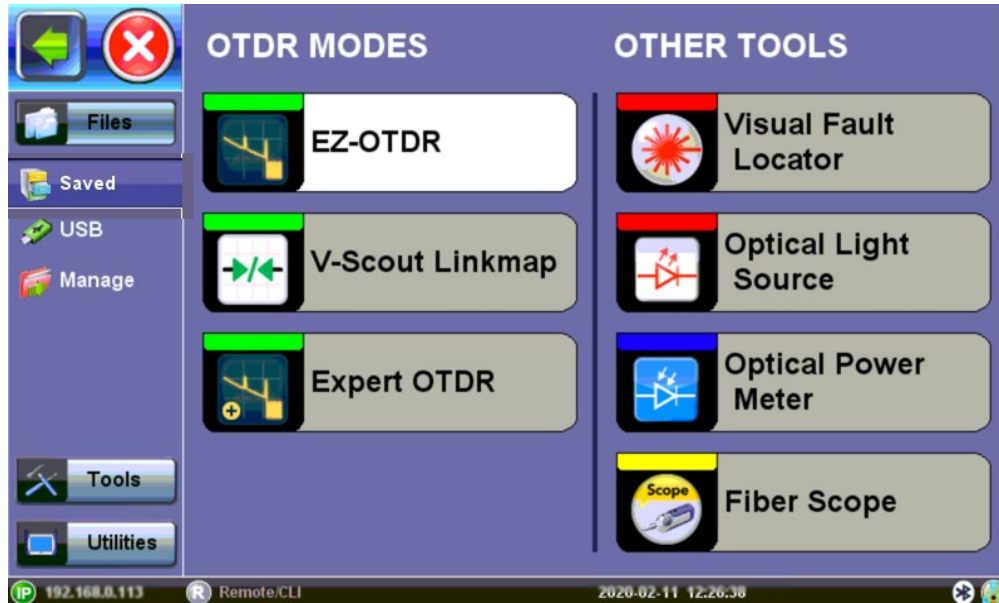 OTDR MODES
OTHER TOOLS
Files
Saved
USB
Manage
Tools
Utilities
EZ-OTDR
V-Scout Linkmap
Expert OTDR
Visual Fault
Locator
Optical Light
Source
Optical Power
Meter
Scope
Fiber Scope
IP 192.168.0.113
R Remote/CLI
2020-02-11 12:26:38